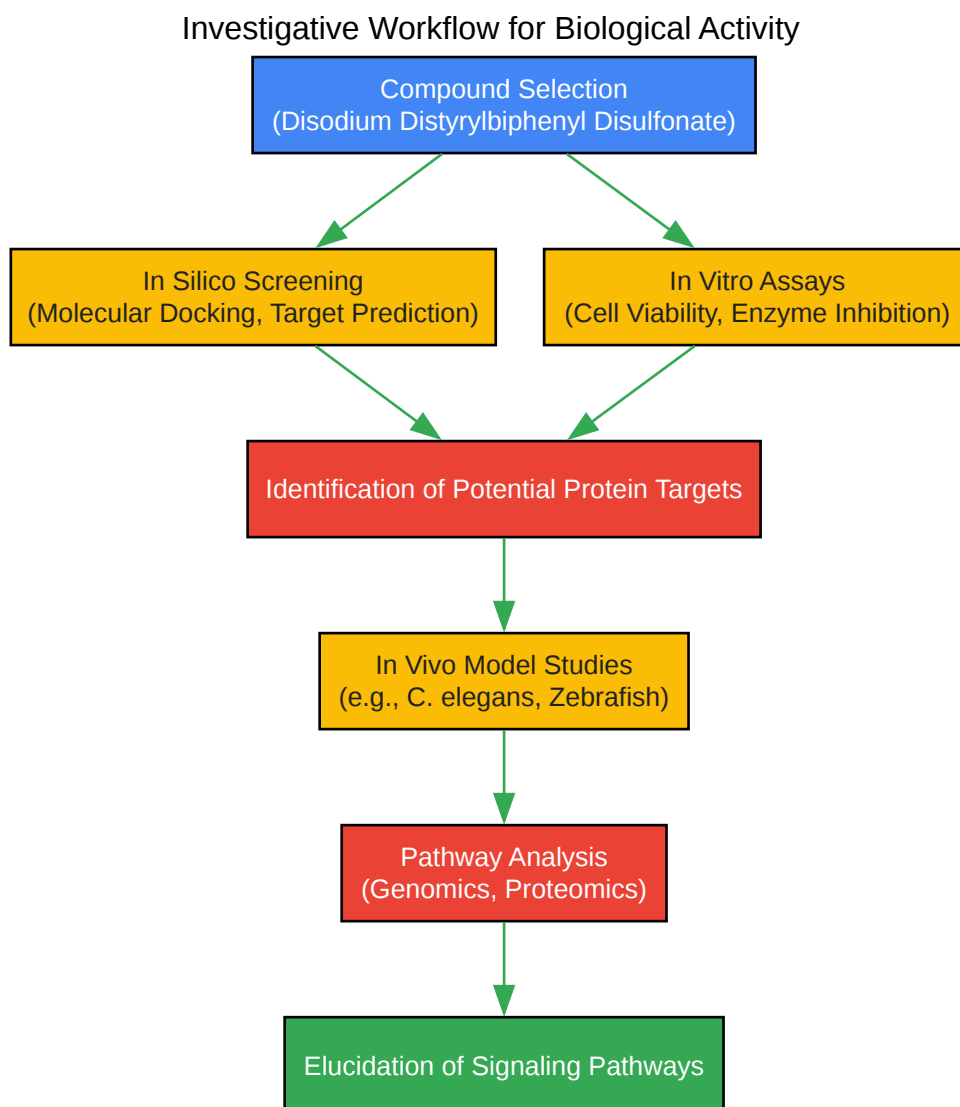 Investigative Workflow for Biological Activity
Compound Selection
(Disodium Distyrylbiphenyl Disulfonate)
In Silico Screening
(Molecular Docking, Target Prediction)
In Vitro Assays
(Cell Viability, Enzyme Inhibition)
Identification of Potential Protein Targets
In Vivo Model Studies
(e.g., C. elegans, Zebrafish)
Pathway Analysis
(Genomics, Proteomics)
Elucidation of Signaling Pathways